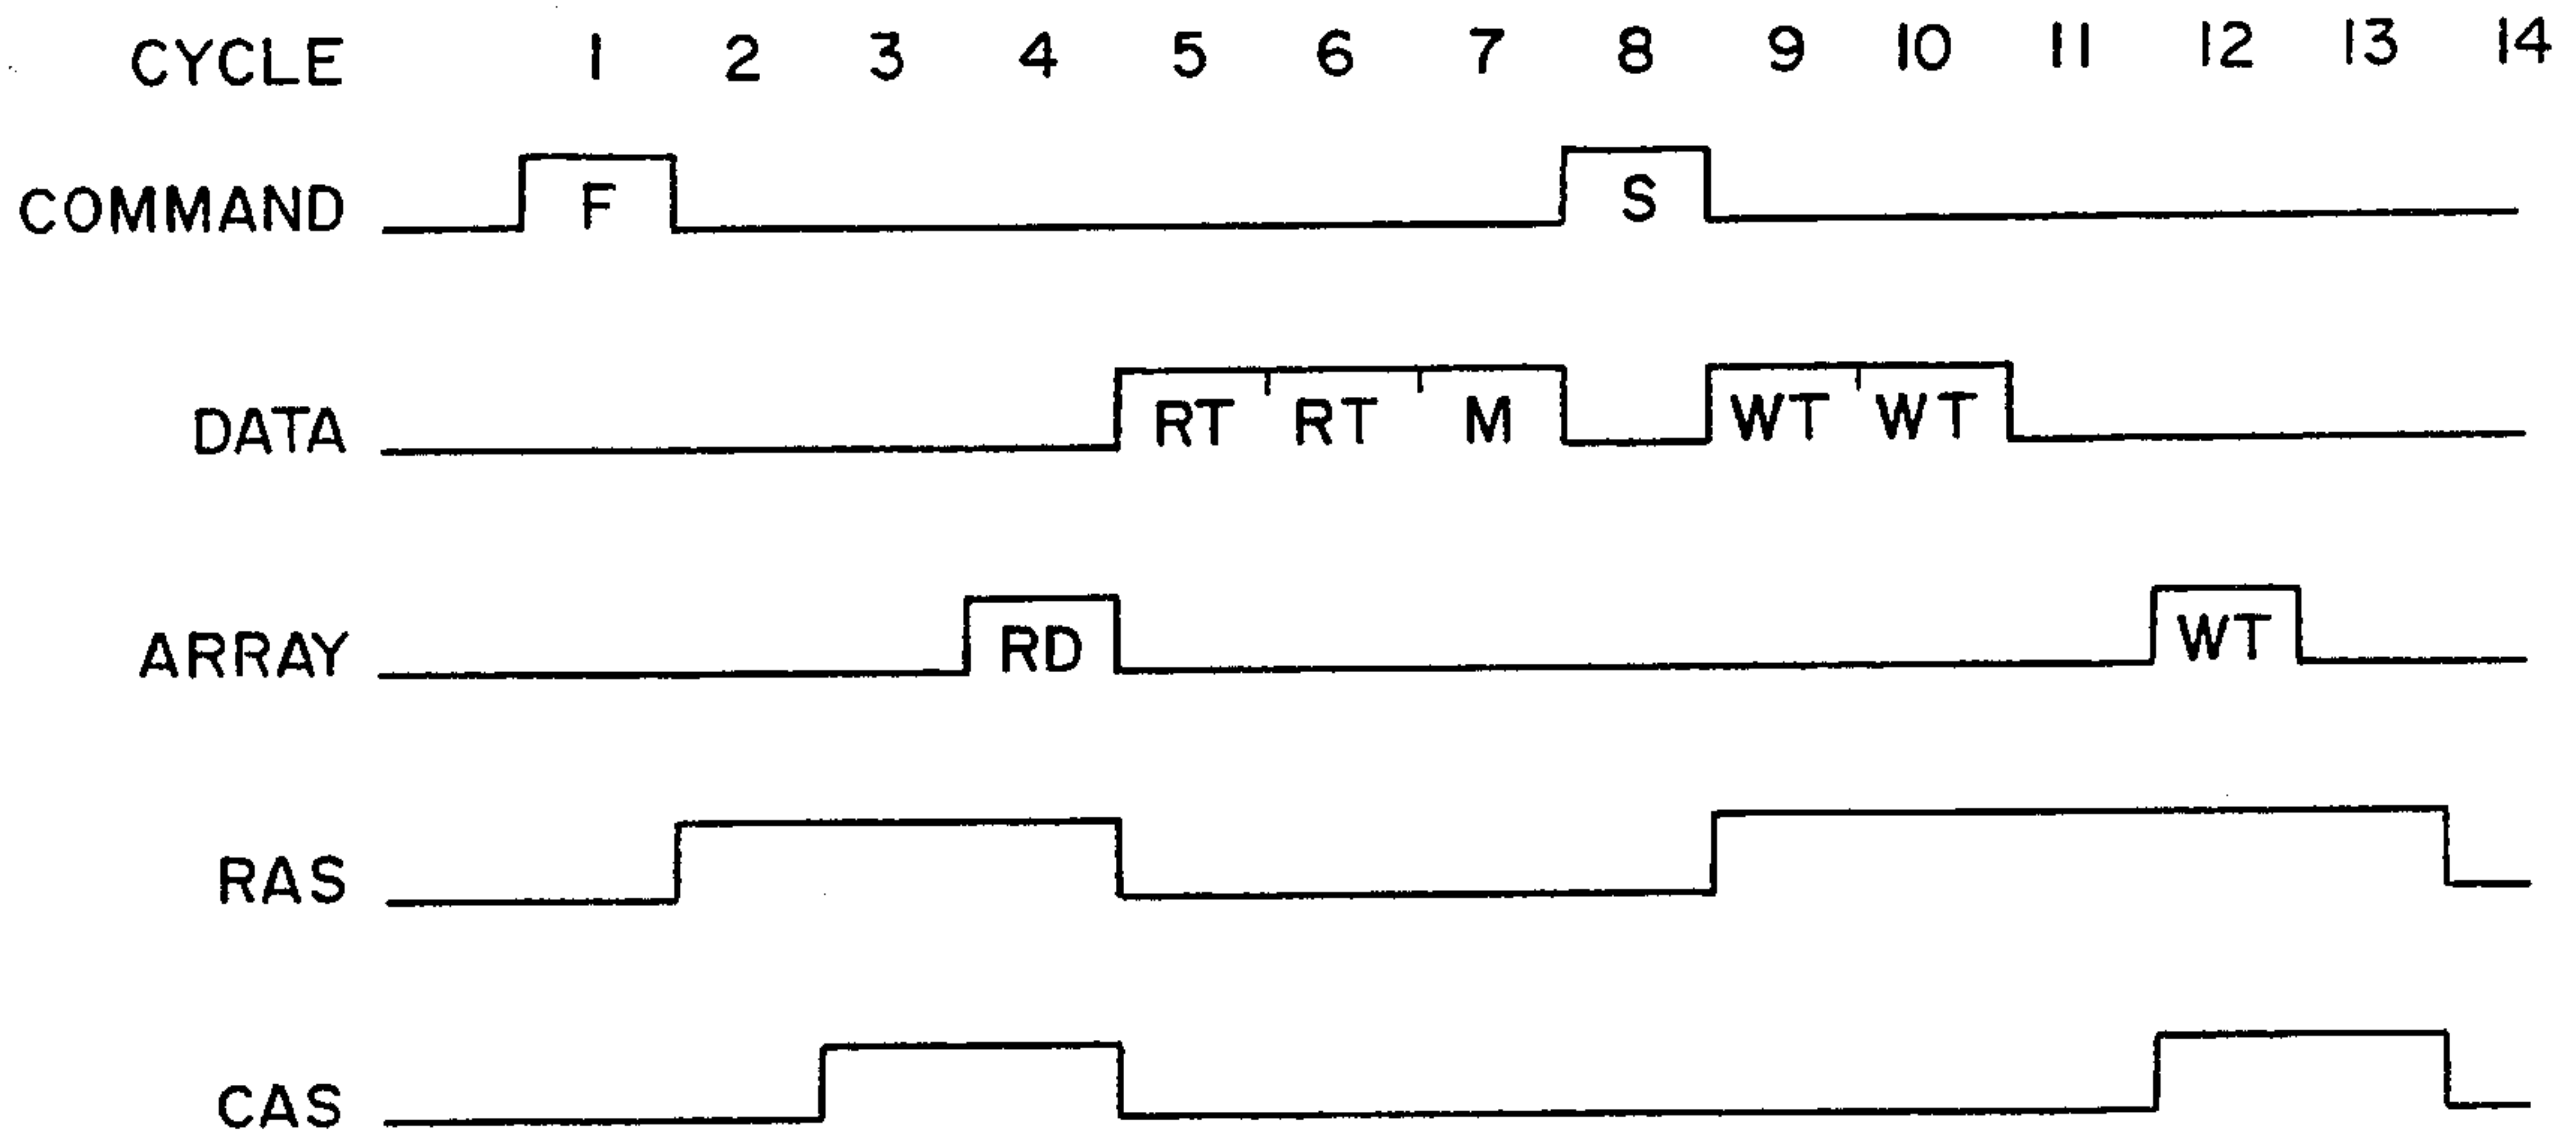 CYCLE 1 2 3 4 5 6 7 8 9 10 11 12 13 14
COMMAND F S
DATA RT RT M WT WT
ARRAY RD WT
RAS
CAS